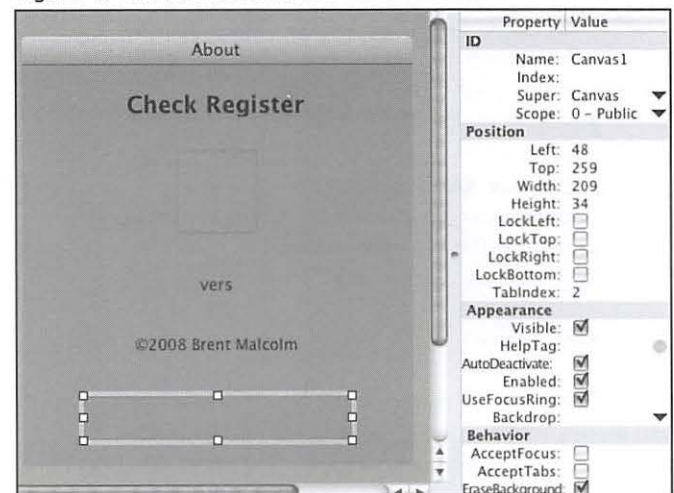 About
Check Register
vers
©2008 Brent Malcolm
Property Value
ID
Name: Canvas1
Index:
Super: Canvas
Scope: 0 – Public
Position
Left: 48
Top: 259
Width: 209
Height: 34
LockLeft:
LockTop:
LockRight:
LockBottom:
TabIndex: 2
Appearance
Visible:
HelpTag:
AutoDeactivate:
Enabled:
UseFocusRing:
Backdrop:
Behavior
AcceptFocus:
AcceptTabs:
EraseBackground: